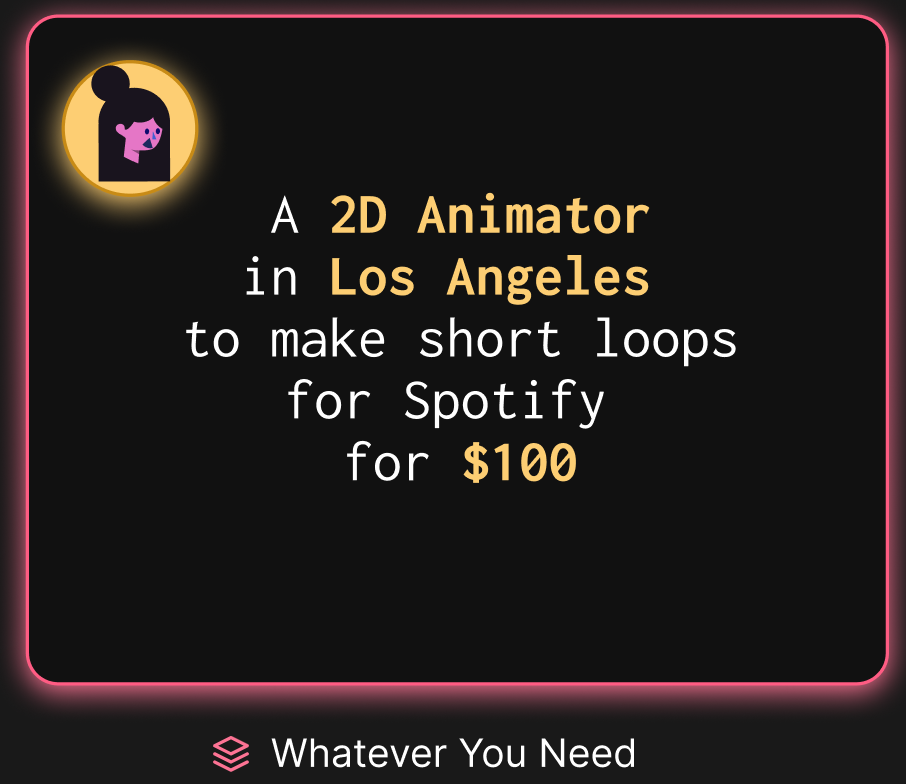 A 2D Animator
in Los Angeles
to make short loops
for Spotify
for $100
Whatever You Need